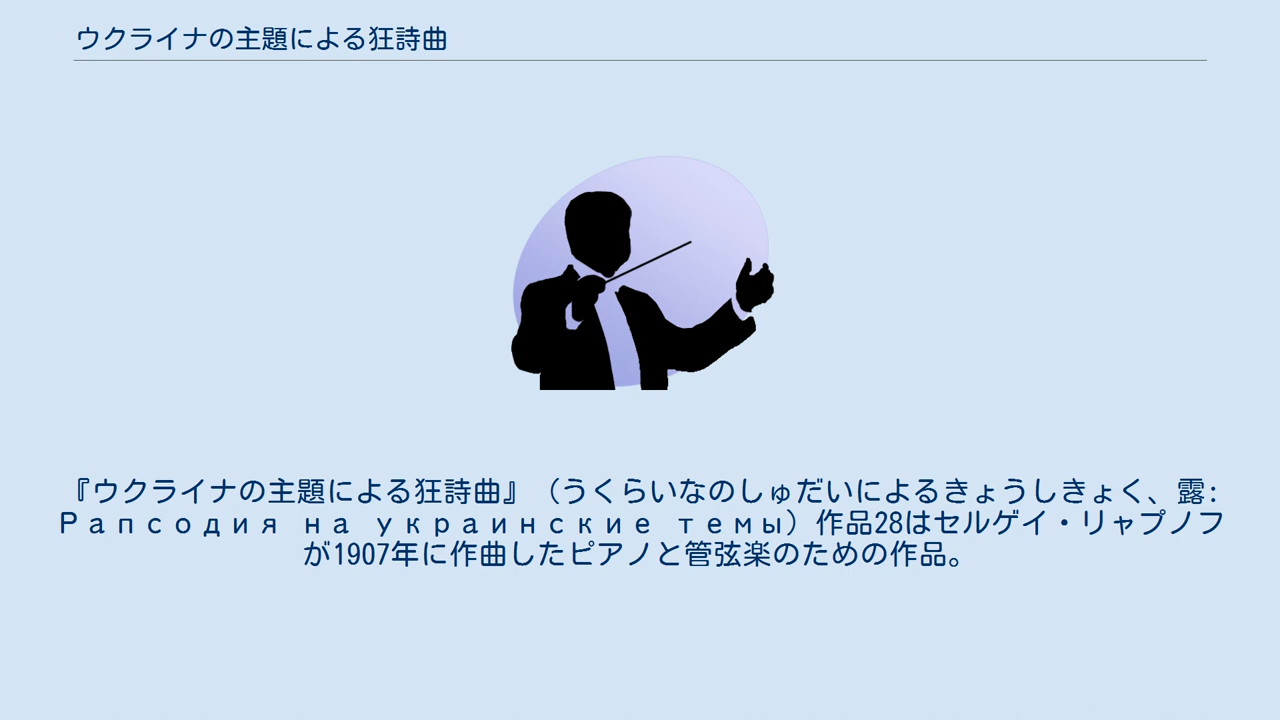 ウクライナの主題による狂詩曲
『ウクライナの主題による狂詩曲』（うくらいなのしゅだいによるきょうしきょく、露:
Рапсодия на украинские темы）作品28はセルゲイ・リャプノフ
が1907年に作曲したピアノと管弦楽のための作品。